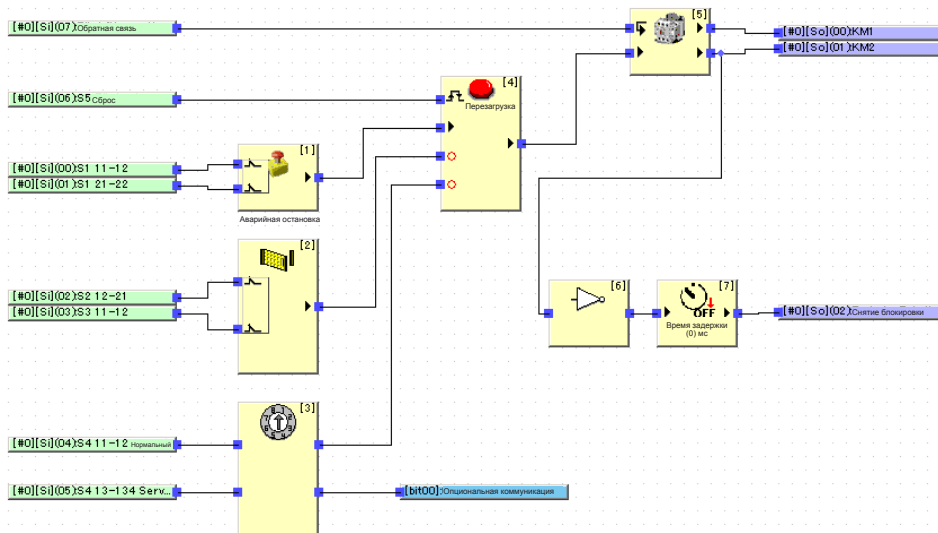 [5]
[#0][Si](07):Обратная связь
[#0][So](00):KM1
[#0][So](01):KM2
[4]
[#0][Si](06):S5 Сброс
Перезагрузка
[1]
[#0][Si](00):S1 11-12
[#0][Si](01):S1 21-22
Аварийная остановка
[2]
[#0][Si](02):S2 12-21
[#0][Si](03):S3 11-12
[6]
[7]
OFF
[#0][So](02):Снятие блокировки
Время задержки
(0) мс
[3]
[#0][Si](04):S4 11-12 Нормальный
[#0][Si](05):S4 13-134 Serv...
[bit00]:Опциональная коммуникация